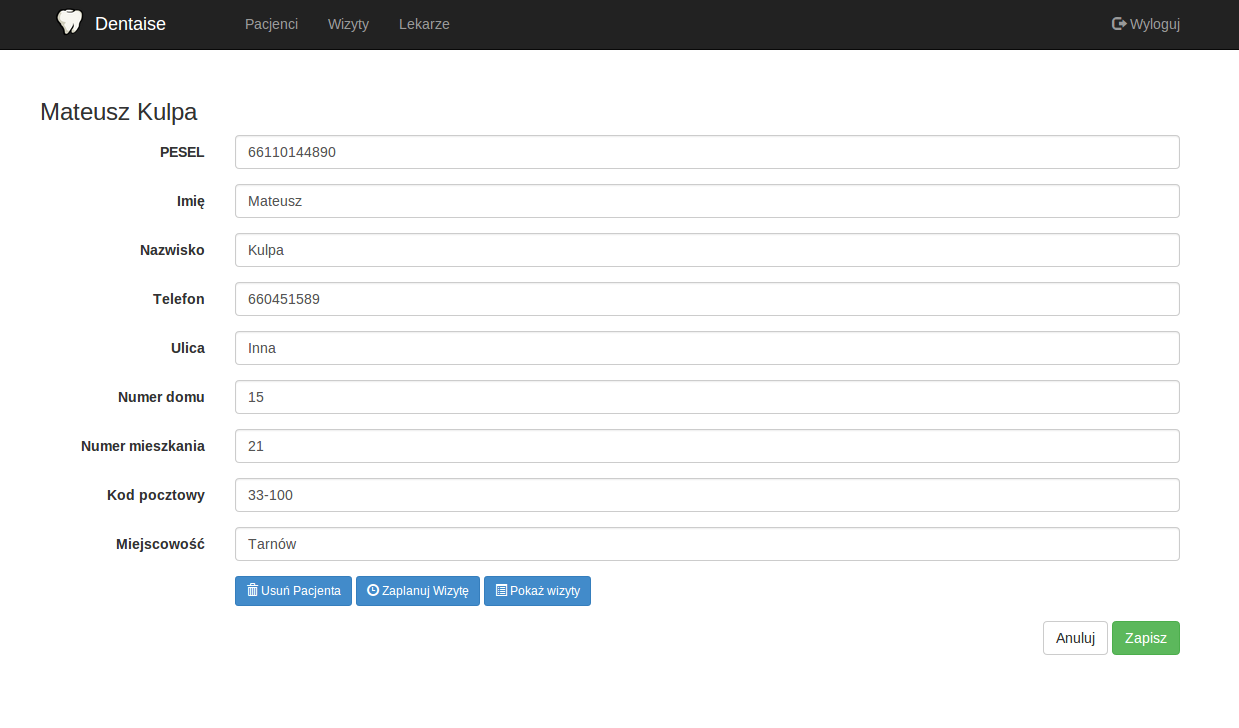 Dentaise Pacjenci Wizyty Lekarze Wyloguj
Mateusz Kulpa
PESEL 66110144890
Imię Mateusz
Nazwisko Kulpa
Telefon 660451589
Ulica Inna
Numer domu 15
Numer mieszkania 21
Kod pocztowy 33-100
Miejscowość Tarnów
Usuń Pacjenta Zaplanuj Wizytę Pokaż wizyty
Anuluj Zapisz